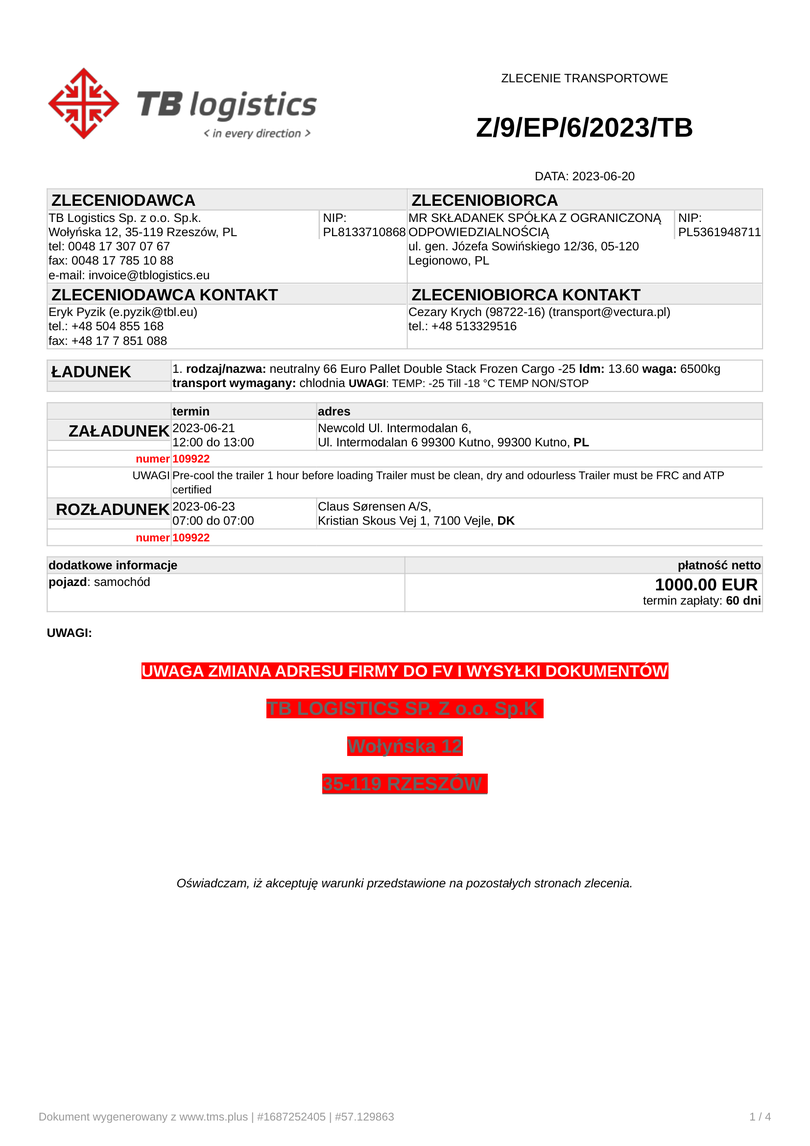 TB logistics
< in every direction >
ZLECENIE TRANSPORTOWE
Z/9/EP/6/2023/TB
DATA: 2023-06-20
ZLECENIODAWCA
TB Logistics Sp. z o.o. Sp.k.
Wołyńska 12, 35-119 Rzeszów, PL
tel: 0048 17 307 07 67
fax: 0048 17 785 10 88
e-mail: invoice@tblogistics.eu
NIP:
PL8133710868
ZLECENIOBIORCA
MR SKŁADANEK SPÓŁKA Z OGRANICZONĄ
ODPOWIEDZIALNOŚCIĄ
ul. gen. Józefa Sowińskiego 12/36, 05-120
Legionowo, PL
NIP:
PL5361948711
ZLECENIODAWCA KONTAKT
Eryk Pyzik (e.pyzik@tbl.eu)
tel.: +48 504 855 168
fax: +48 17 7 851 088
ZLECENIOBIORCA KONTAKT
Cezary Krych (98722-16) (transport@vectura.pl)
tel.: +48 513329516
ŁADUNEK
1. rodzaj/nazwa: neutralny 66 Euro Pallet Double Stack Frozen Cargo -25 ldm: 13.60 waga: 6500kg
transport wymagany: chlodnia UWAGI: TEMP: -25 Till -18 °C TEMP NON/STOP
termin adres
ZAŁADUNEK
2023-06-21
12:00 do 13:00
Newcold Ul. Intermodalan 6,
Ul. Intermodalan 6 99300 Kutno, 99300 Kutno, PL
numer 109922
UWAGI Pre-cool the trailer 1 hour before loading Trailer must be clean, dry and odourless Trailer must be FRC and ATP
certified
ROZŁADUNEK
2023-06-23
07:00 do 07:00
Claus Sørensen A/S,
Kristian Skous Vej 1, 7100 Vejle, DK
numer 109922
dodatkowe informacje płatność netto
pojazd: samochód
1000.00 EUR
termin zapłaty: 60 dni
UWAGI:
UWAGA ZMIANA ADRESU FIRMY DO FV I WYSYŁKI DOKUMENTÓW
TB LOGISTICS SP. Z o.o. Sp.K
Wołyńska 12
35-119 RZESZÓW
Oświadczam, iż akceptuję warunki przedstawione na pozostałych stronach zlecenia.
Dokument wygenerowany z www.tms.plus | #1687252405 | #57.129863
1 / 4